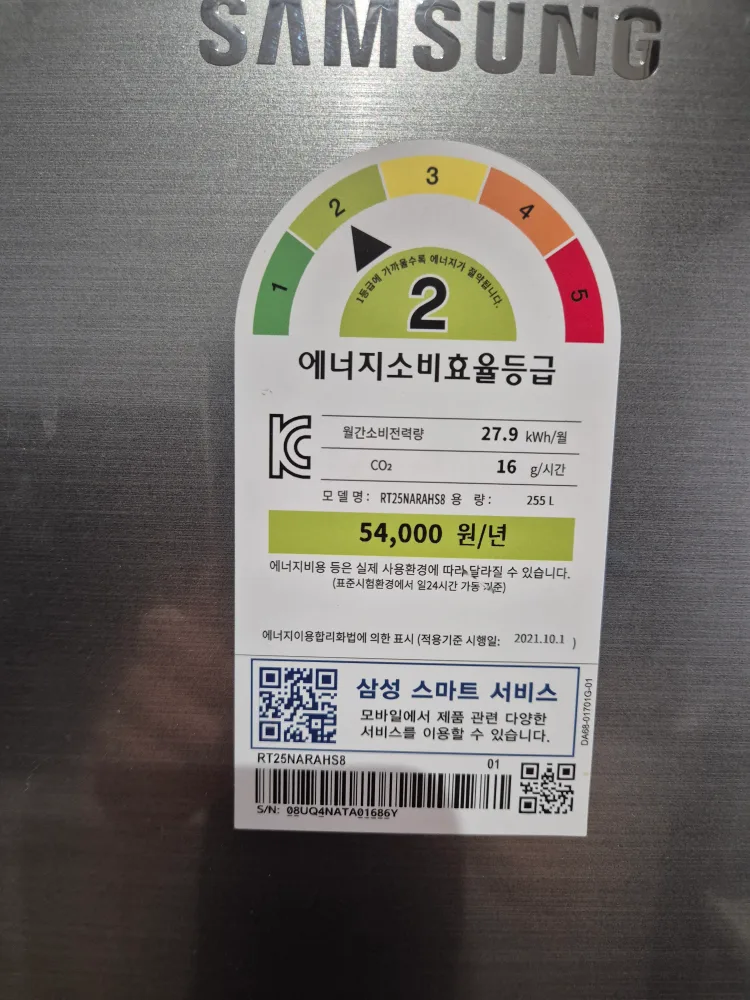 SAMSUNG
1 2 3 4 5
1등급에 가까울수록 에너지가 절약됩니다.
2
에너지소비효율등급
월간소비전력량 27.9 kWh/월
CO₂ 16 g/시간
모델명: RT25NARAHS8 용 량: 255 L
54,000 원/년
에너지비용 등은 실제 사용환경에 따라 달라질 수 있습니다.
(표준시험환경에서 일24시간 가동 기준)
에너지이용합리화법에 의한 표시 (적용기준 시행일: 2021.10.1 )
삼성 스마트 서비스
모바일에서 제품 관련 다양한
서비스를 이용할 수 있습니다.
DA68-01701G-01
RT25NARAHS8 01
S/N: 08UQ4NATA01686Y